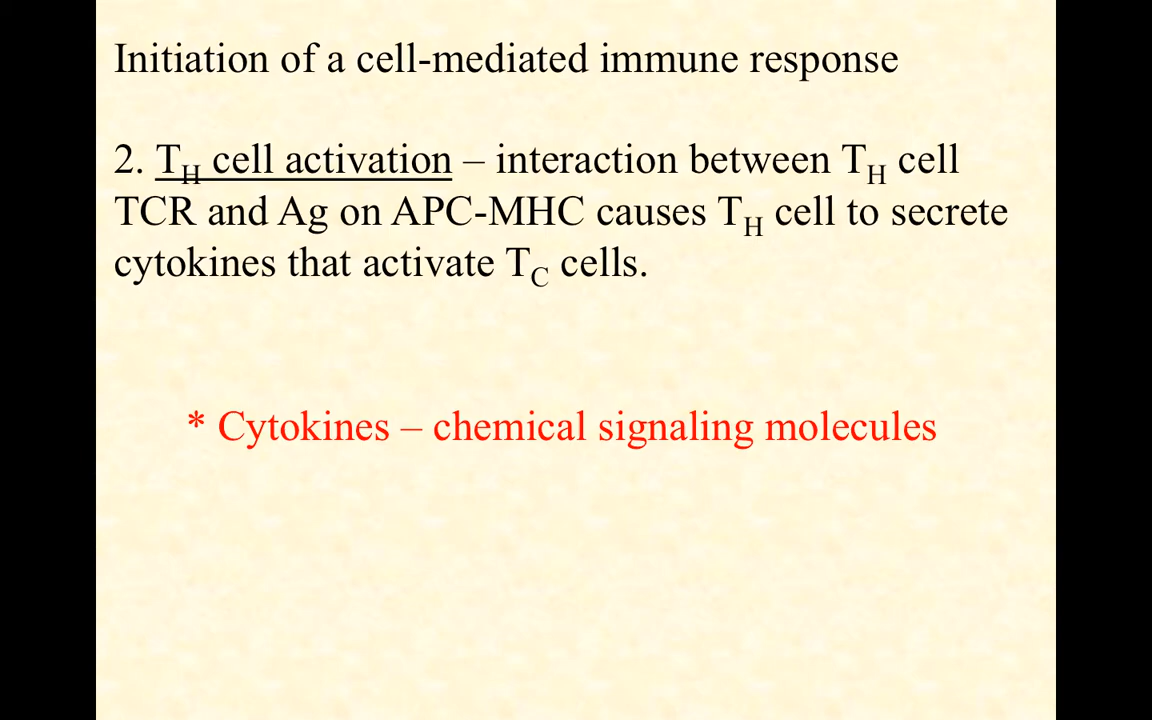 Initiation of a cell-mediated immune response
2. TH cell activation – interaction between TH cell
TCR and Ag on APC-MHC causes TH cell to secrete
cytokines that activate TC cells.
* Cytokines – chemical signaling molecules